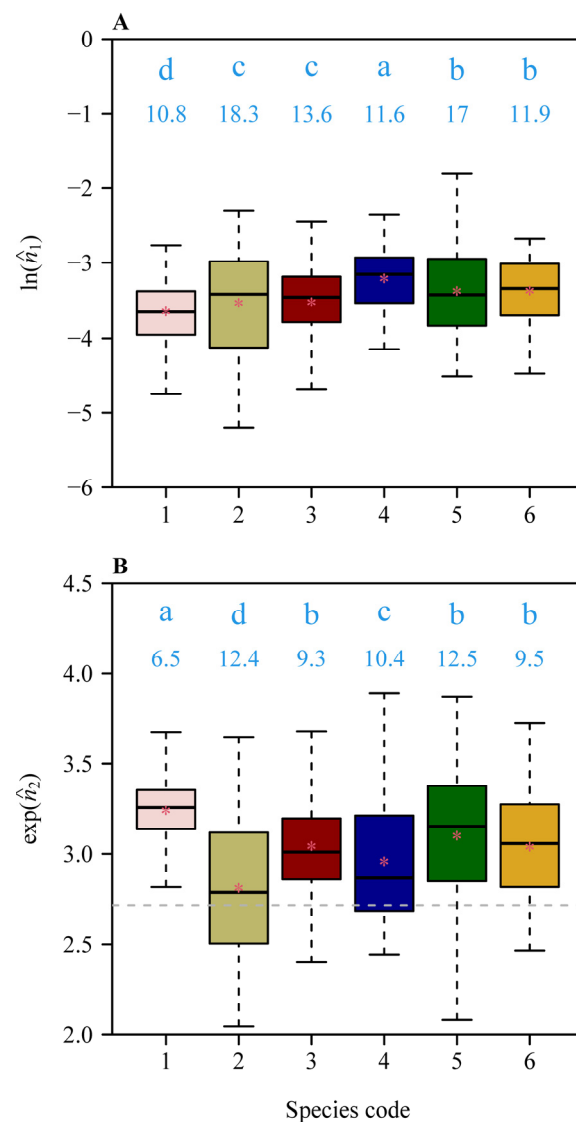 A
0
d c c a b b
−1
10.8 18.3 13.6 11.6 17 11.9
−2
−3
−4
−5
−6
ln(n̂₁)
1 2 3 4 5 6
B
4.5
a d b c b b
6.5 12.4 9.3 10.4 12.5 9.5
4.0
3.5
3.0
2.5
2.0
exp(n̂₂)
1 2 3 4 5 6
Species code